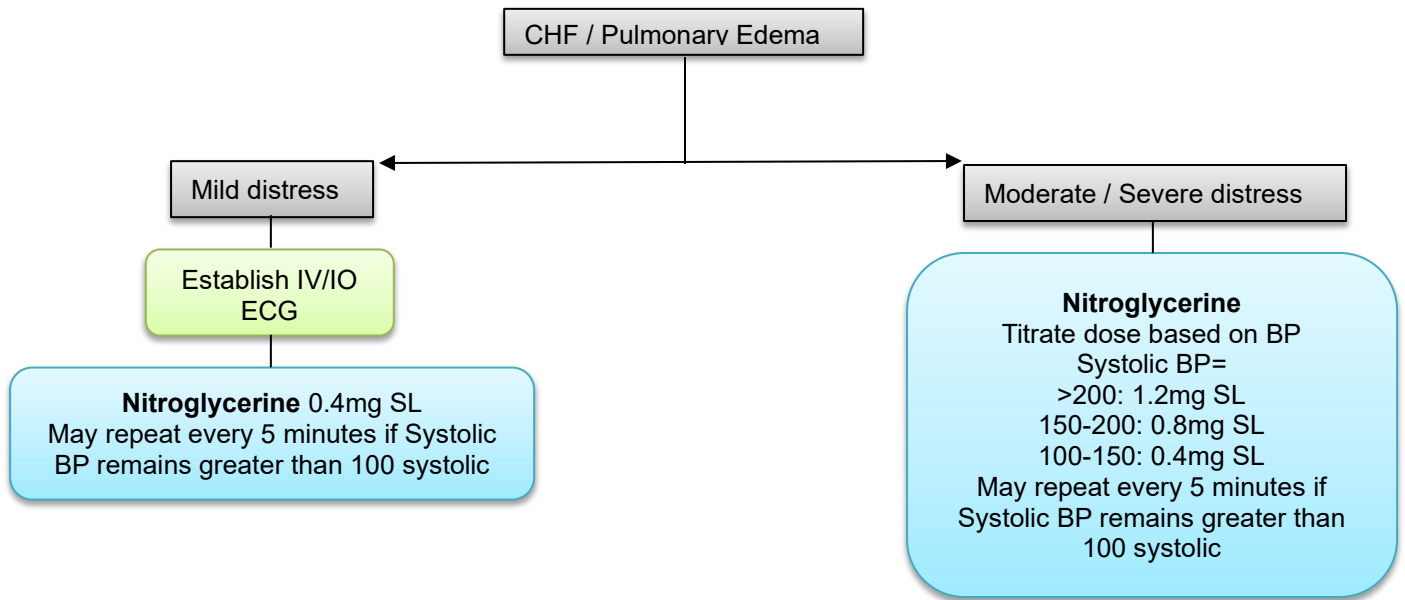 CHF / Pulmonary Edema
Mild distress
Establish IV/IO
ECG
Nitroglycerine 0.4mg SL
May repeat every 5 minutes if Systolic
BP remains greater than 100 systolic
Moderate / Severe distress
Nitroglycerine
Titrate dose based on BP
Systolic BP=
>200: 1.2mg SL
150-200: 0.8mg SL
100-150: 0.4mg SL
May repeat every 5 minutes if
Systolic BP remains greater than
100 systolic